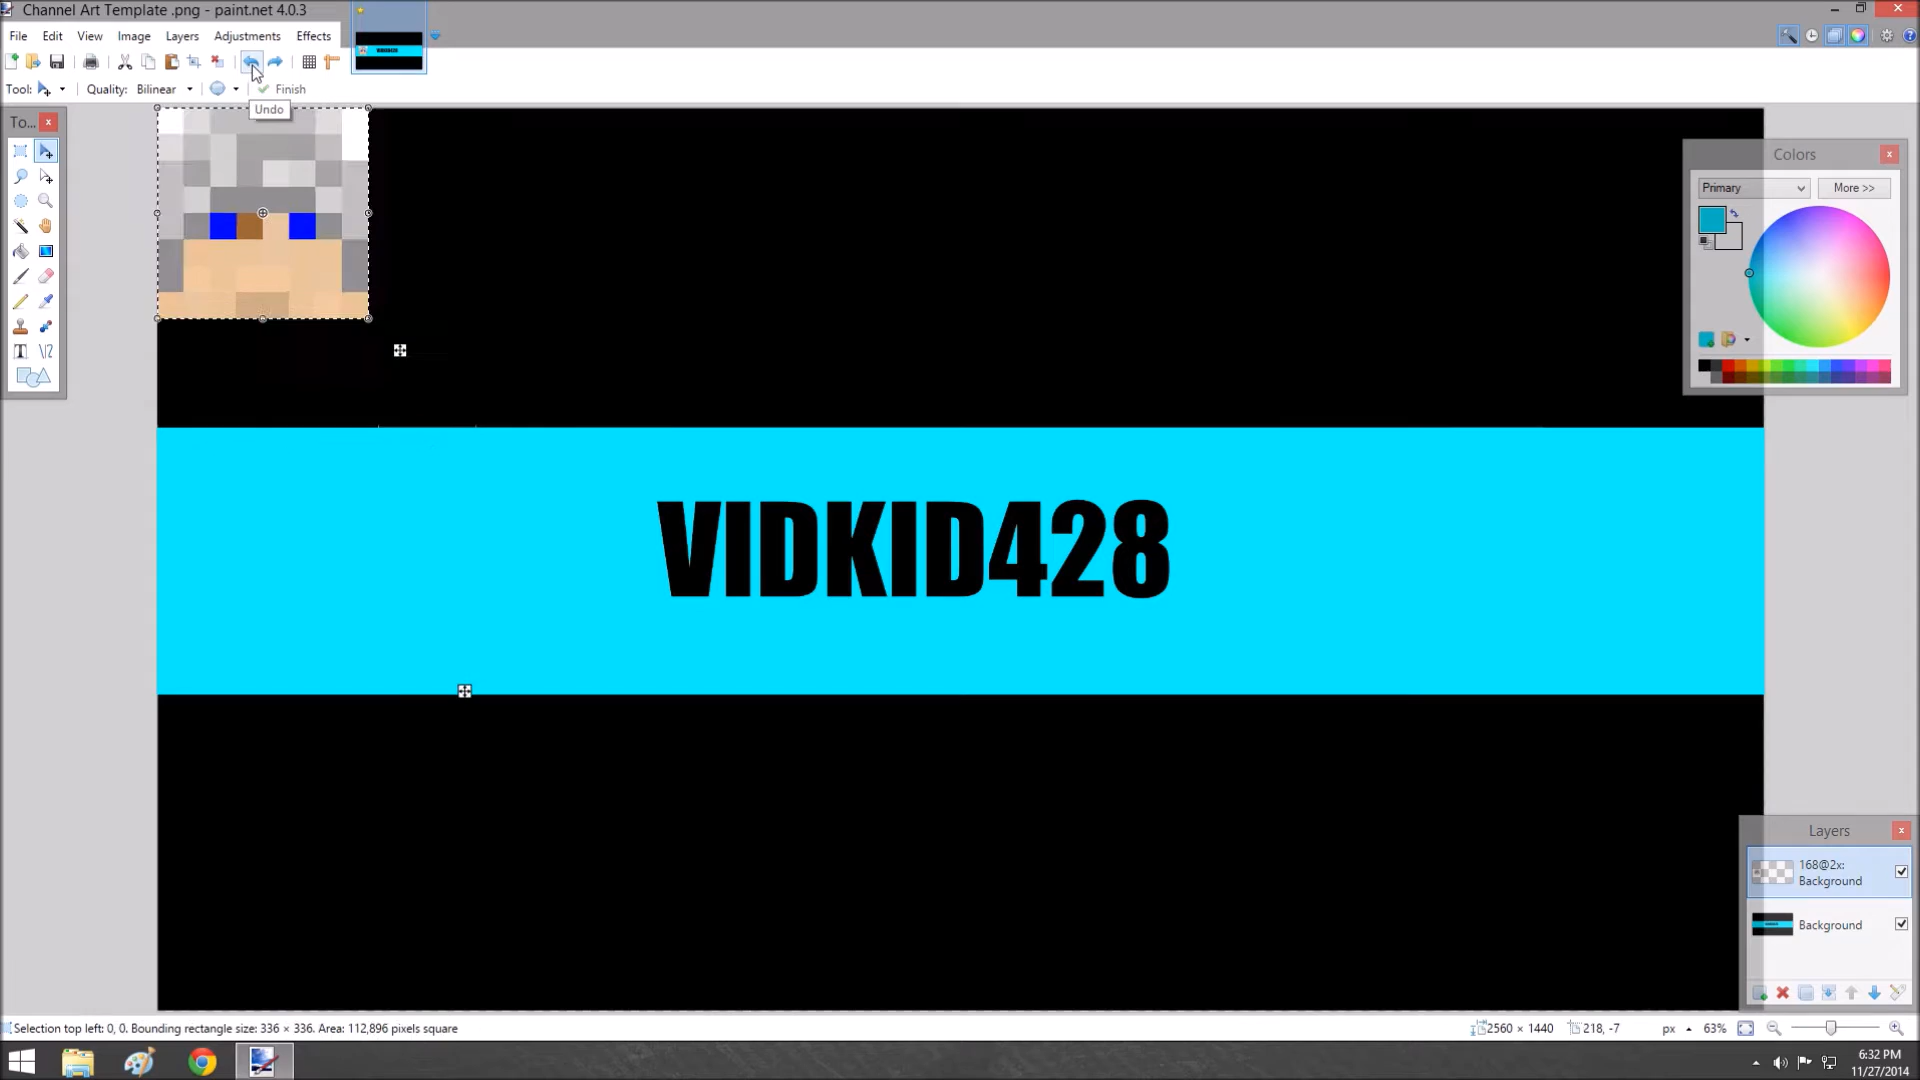 Channel Art Template .png - paint.net 4.0.3
File Edit View Image Layers Adjustments Effects
Tool: Quality: Bilinear Finish
Undo
To...
Colors
Primary More >>
VIDKID428
Layers
168@2x:
Background
Background
Selection top left: 0, 0. Bounding rectangle size: 336 × 336. Area: 112,896 pixels square
2560 × 1440 218, -7 px 63%
6:32 PM
11/27/2014